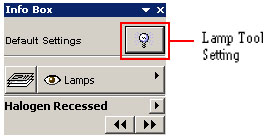 Info Box
Default Settings
Lamp Tool
Setting
Lamps
Halogen Recessed